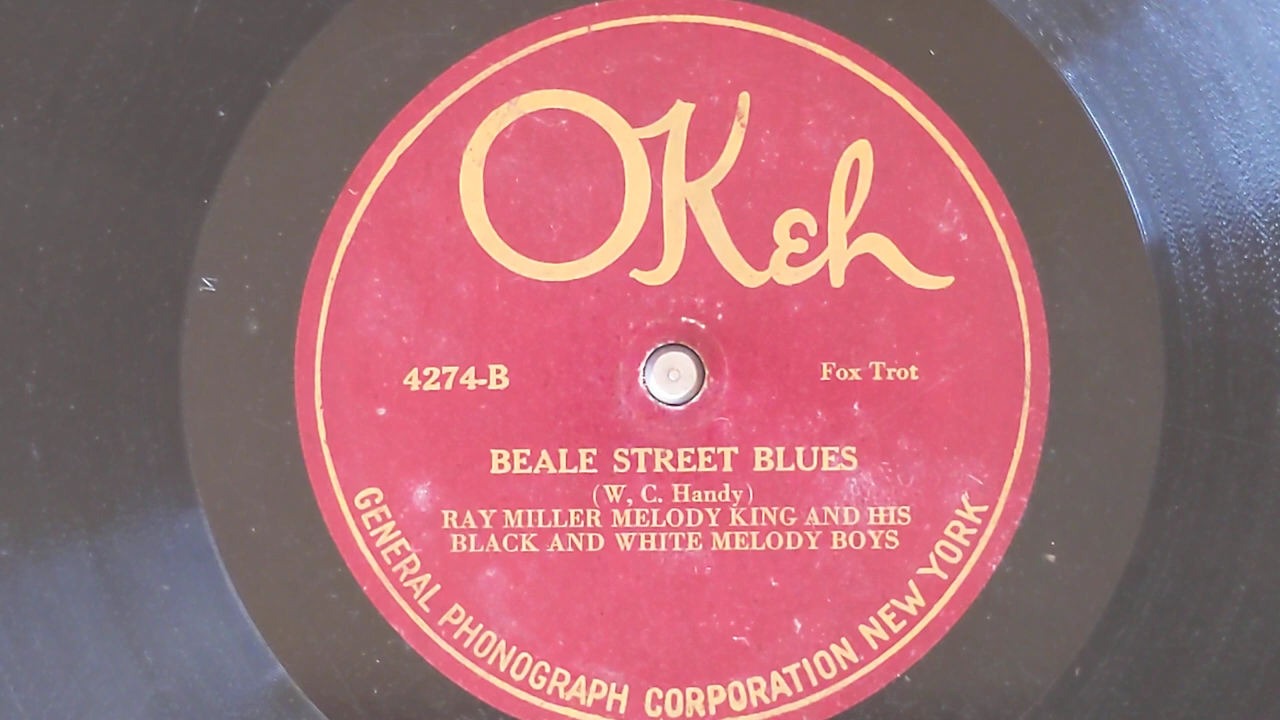 OKeh
4274-B
Fox Trot
BEALE STREET BLUES
(W. C. Handy)
RAY MILLER MELODY KING AND HIS
BLACK AND WHITE MELODY BOYS
GENERAL PHONOGRAPH CORPORATION NEW YORK